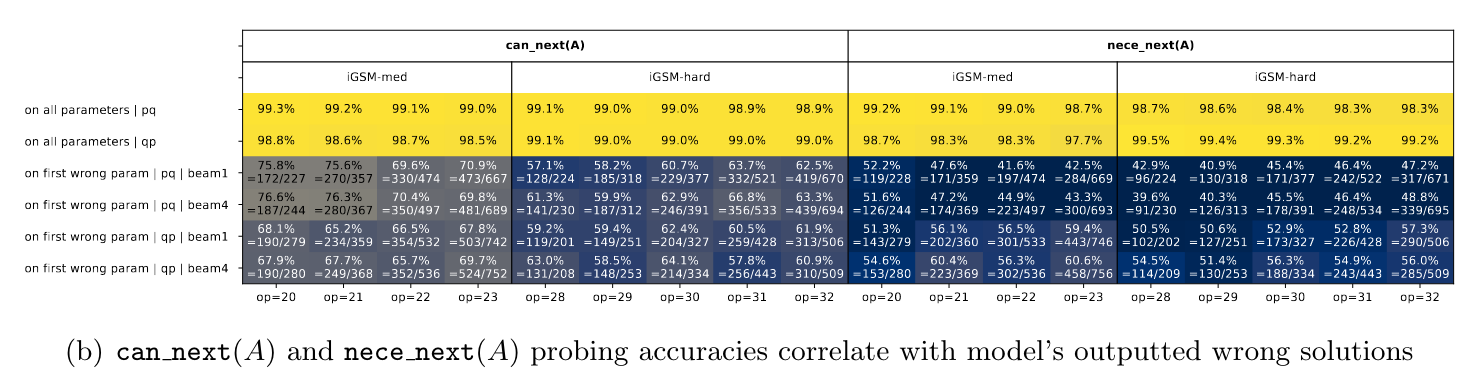 can_next(A) nece_next(A)
iGSM-med iGSM-hard iGSM-med iGSM-hard
on all parameters | pq 99.3% 99.2% 99.1% 99.0% 99.1% 99.0% 99.0% 98.9% 98.9% 99.2% 99.1% 99.0% 98.7% 98.7% 98.6% 98.4% 98.3% 98.3%
on all parameters | qp 98.8% 98.6% 98.7% 98.5% 99.1% 99.0% 99.0% 99.0% 99.0% 98.7% 98.3% 98.3% 97.7% 99.5% 99.4% 99.3% 99.2% 99.2%
75.8% 75.6% 69.6% 70.9% 57.1% 58.2% 60.7% 63.7% 62.5% 52.2% 47.6% 41.6% 42.5% 42.9% 40.9% 45.4% 46.4% 47.2%
on first wrong param | pq | beam1 =172/227 =270/357 =330/474 =473/667 =128/224 =185/318 =229/377 =332/521 =419/670 =119/228 =171/359 =197/474 =284/669 =96/224 =130/318 =171/377 =242/522 =317/671
76.6% 76.3% 70.4% 69.8% 61.3% 59.9% 62.9% 66.8% 63.3% 51.6% 47.2% 44.9% 43.3% 39.6% 40.3% 45.5% 46.4% 48.8%
on first wrong param | pq | beam4 =187/244 =280/367 =350/497 =481/689 =141/230 =187/312 =246/391 =356/533 =439/694 =126/244 =174/369 =223/497 =300/693 =91/230 =126/313 =178/391 =248/534 =339/695
68.1% 65.2% 66.5% 67.8% 59.2% 59.4% 62.4% 60.5% 61.9% 51.3% 56.1% 56.5% 59.4% 50.5% 50.6% 52.9% 52.8% 57.3%
on first wrong param | qp | beam1 =190/279 =234/359 =354/532 =503/742 =119/201 =149/251 =204/327 =259/428 =313/506 =143/279 =202/360 =301/533 =443/746 =102/202 =127/251 =173/327 =226/428 =290/506
67.9% 67.7% 65.7% 69.7% 63.0% 58.5% 64.1% 57.8% 60.9% 54.6% 60.4% 56.3% 60.6% 54.5% 51.4% 56.3% 54.9% 56.0%
on first wrong param | qp | beam4 =190/280 =249/368 =352/536 =524/752 =131/208 =148/253 =214/334 =256/443 =310/509 =153/280 =223/369 =302/536 =458/756 =114/209 =130/253 =188/334 =243/443 =285/509
op=20 op=21 op=22 op=23 op=28 op=29 op=30 op=31 op=32 op=20 op=21 op=22 op=23 op=28 op=29 op=30 op=31 op=32
(b) can_next(A) and nece_next(A) probing accuracies correlate with model's outputted wrong solutions